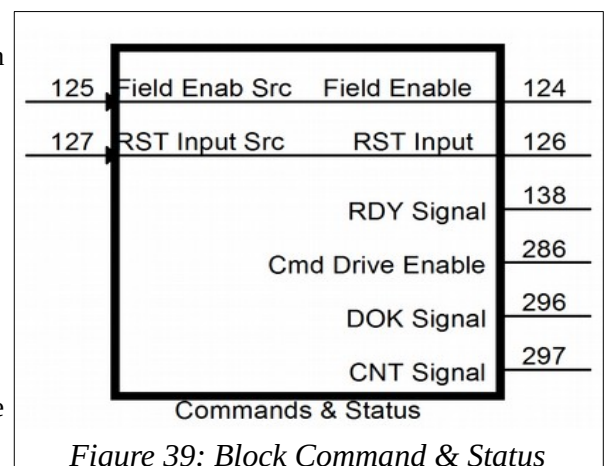 n
125 Field Enab Src Field Enable 124
127 RST Input Src RST Input 126
RDY Signal 138
Cmd Drive Enable 286
DOK Signal 296
CNT Signal 297
e
Commands & Status
Figure 39: Block Command & Status